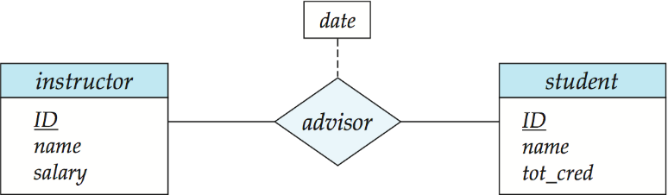 date
instructor
ID
name
salary
advisor
student
ID
name
tot_cred